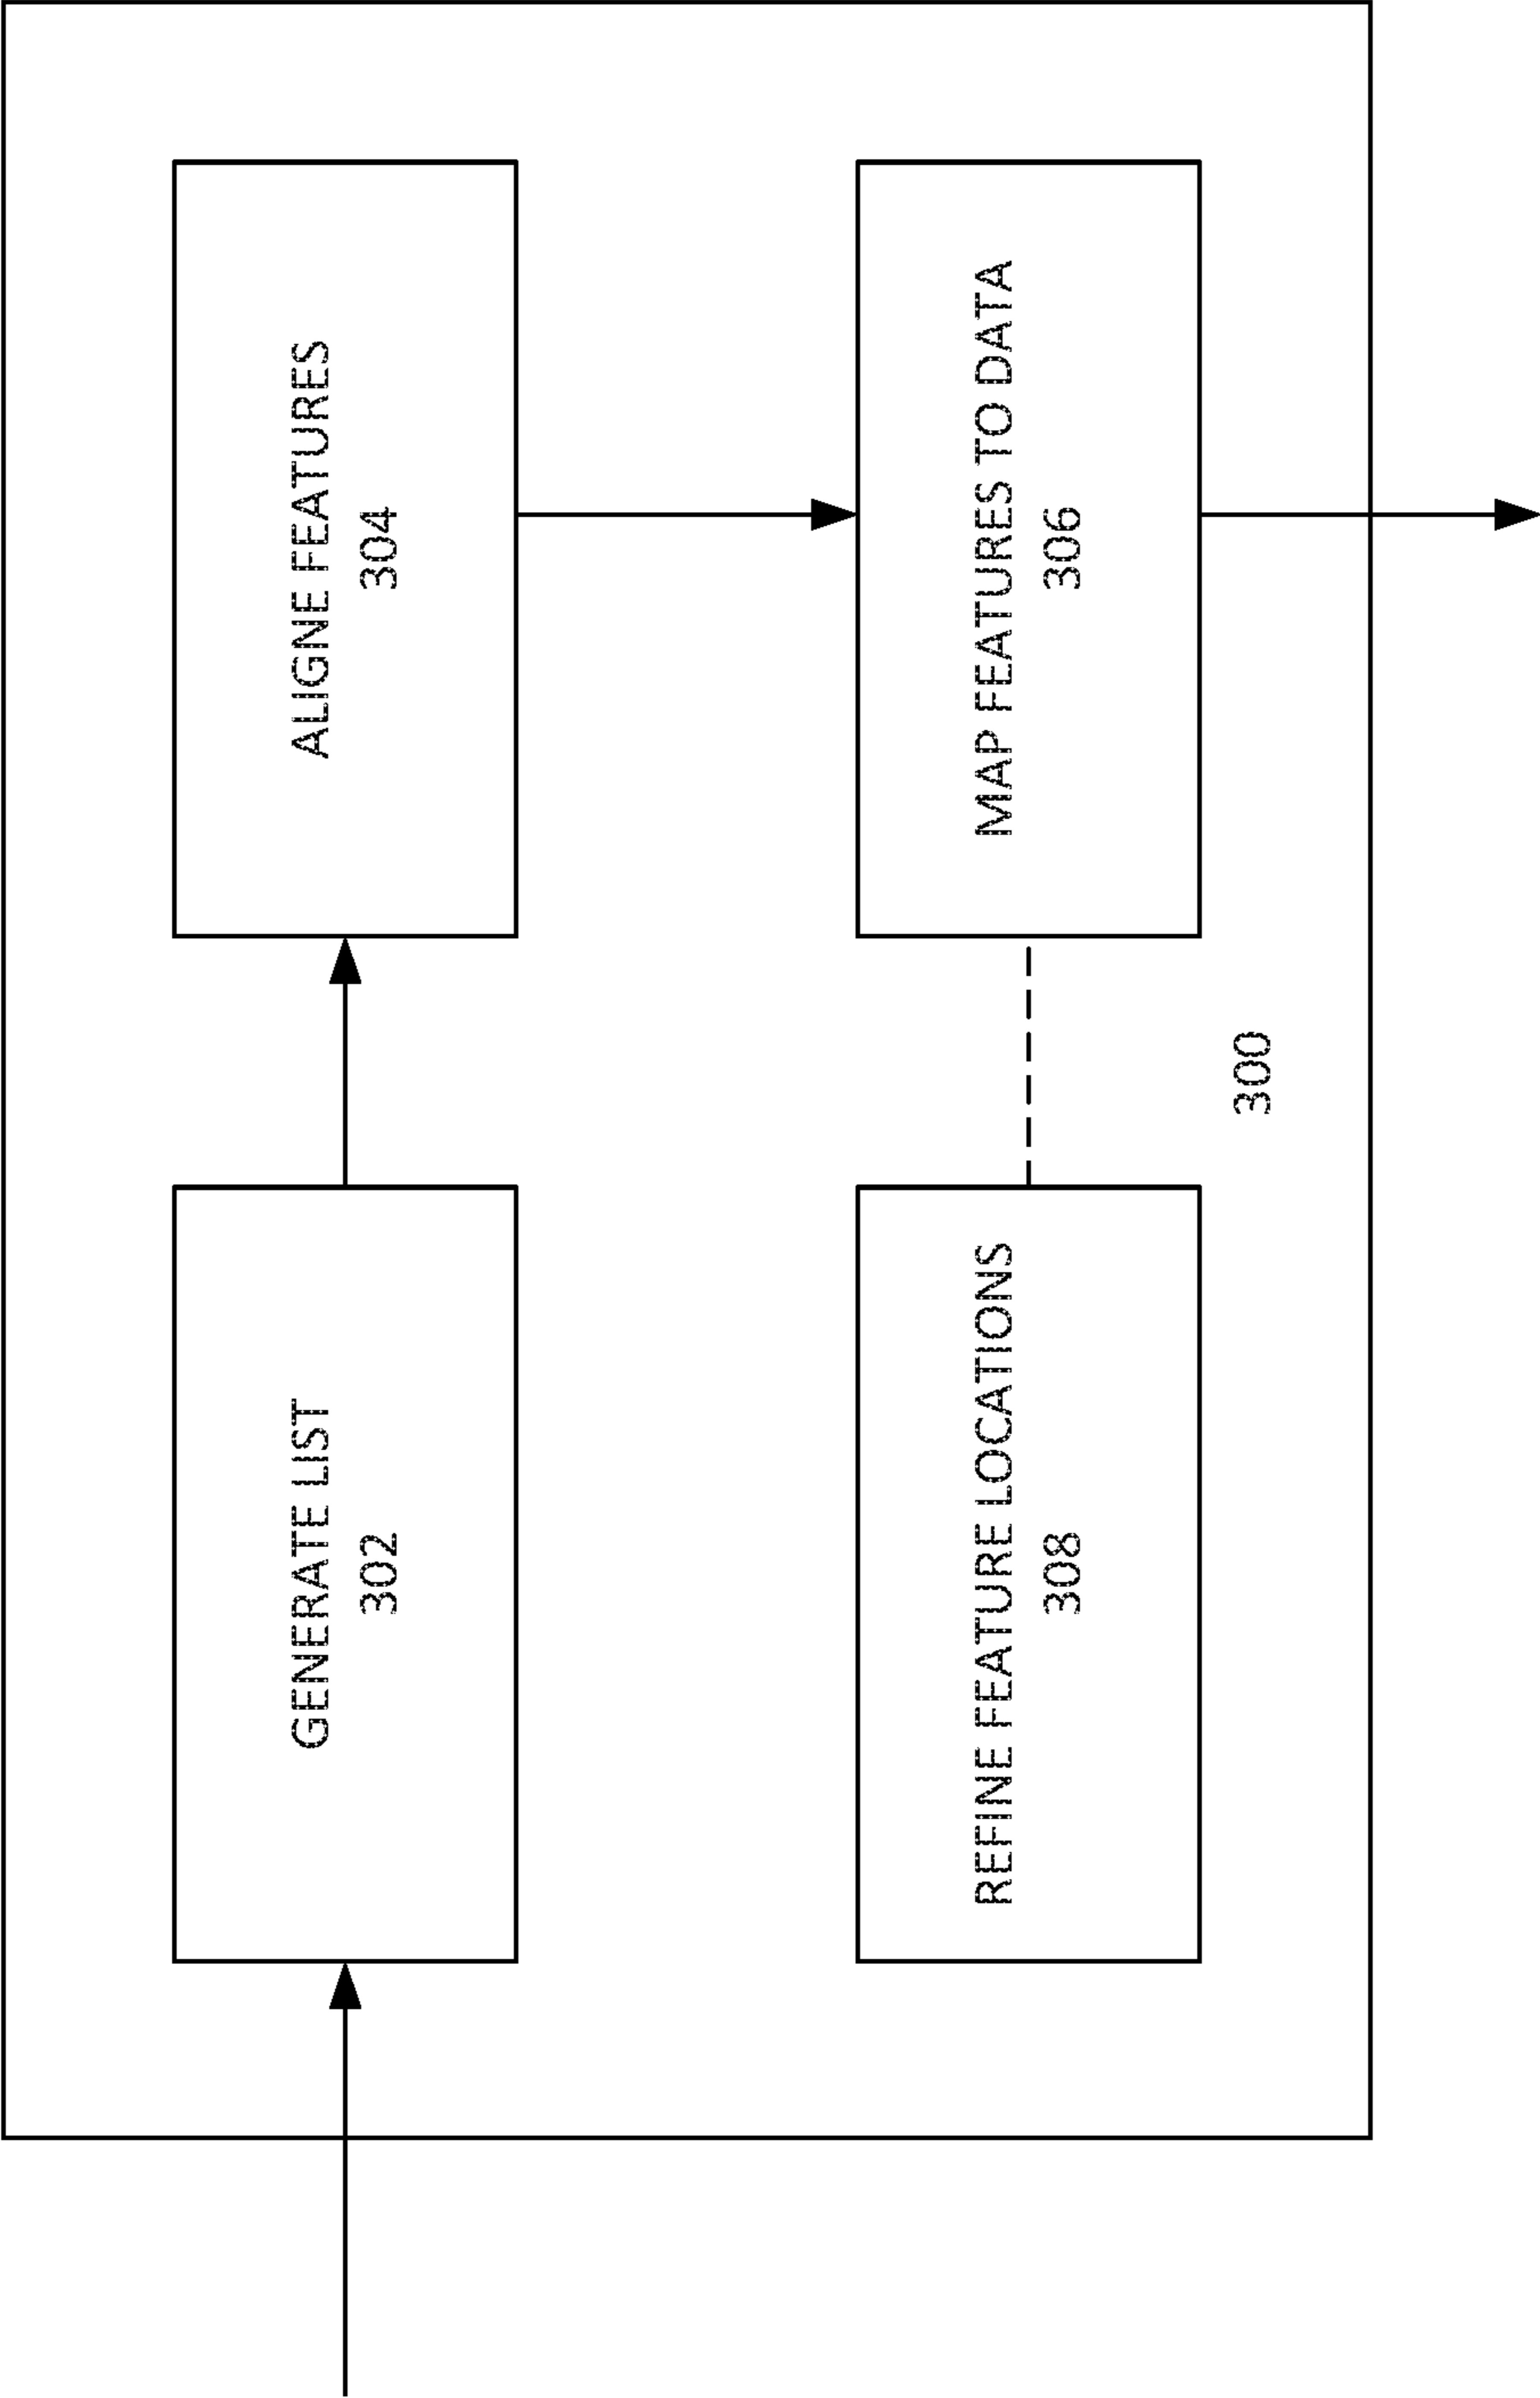 GENERATE LIST
302
ALIGNE FEATURES
304
REFINE FEATURE LOCATIONS
308
MAP FEATURES TO DATA
306
300